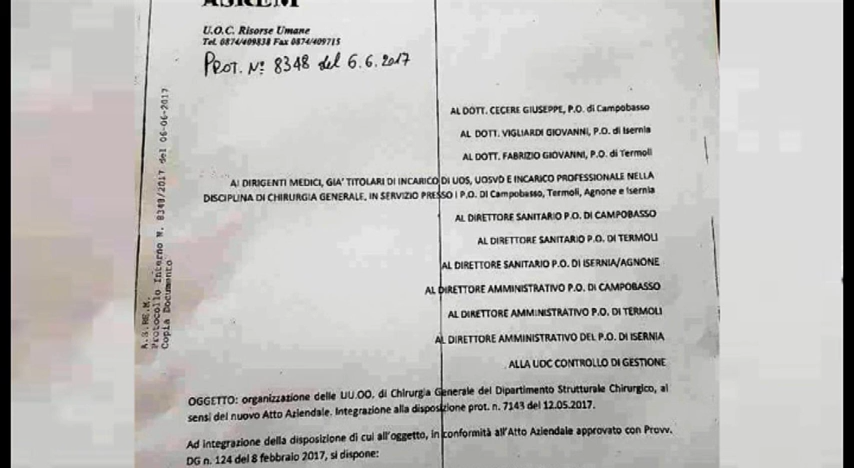 ASREM
U.O.C. Risorse Umane
Tel. 0874/409838 Fax 0874/409715
PROT. N° 8348 del 6.6.2017
A.S.RE.M.
Protocollo Interno N. 8348/2017 del 06-06-2017
Copia Documento
AL DOTT. CECERE GIUSEPPE, P.O. di Campobasso
AL DOTT. VIGLIARDI GIOVANNI, P.O. di Isernia
AL DOTT. FABRIZIO GIOVANNI, P.O. di Termoli
AI DIRIGENTI MEDICI, GIA' TITOLARI DI INCARICO DI UOS, UOSVD E INCARICO PROFESSIONALE NELLA
DISCIPLINA DI CHIRURGIA GENERALE, IN SERVIZIO PRESSO I P.O. DI Campobasso, Termoli, Agnone e Isernia
AL DIRETTORE SANITARIO P.O. DI CAMPOBASSO
AL DIRETTORE SANITARIO P.O. DI TERMOLI
AL DIRETTORE SANITARIO P.O. DI ISERNIA/AGNONE
AL DIRETTORE AMMINISTRATIVO P.O. DI CAMPOBASSO
AL DIRETTORE AMMINISTRATIVO P.O. DI TERMOLI
AL DIRETTORE AMMINISTRATIVO DEL P.O. DI ISERNIA
ALLA UOC CONTROLLO DI GESTIONE
OGGETTO: organizzazione delle UU.OO. di Chirurgia Generale del Dipartimento Strutturale Chirurgico, ai
sensi del nuovo Atto Aziendale. Integrazione alla disposizione prot. n. 7143 del 12.05.2017.
Ad integrazione della disposizione di cui all'oggetto, in conformità all'Atto Aziendale approvato con Provv.
DG n. 124 del 8 febbraio 2017, si dispone: